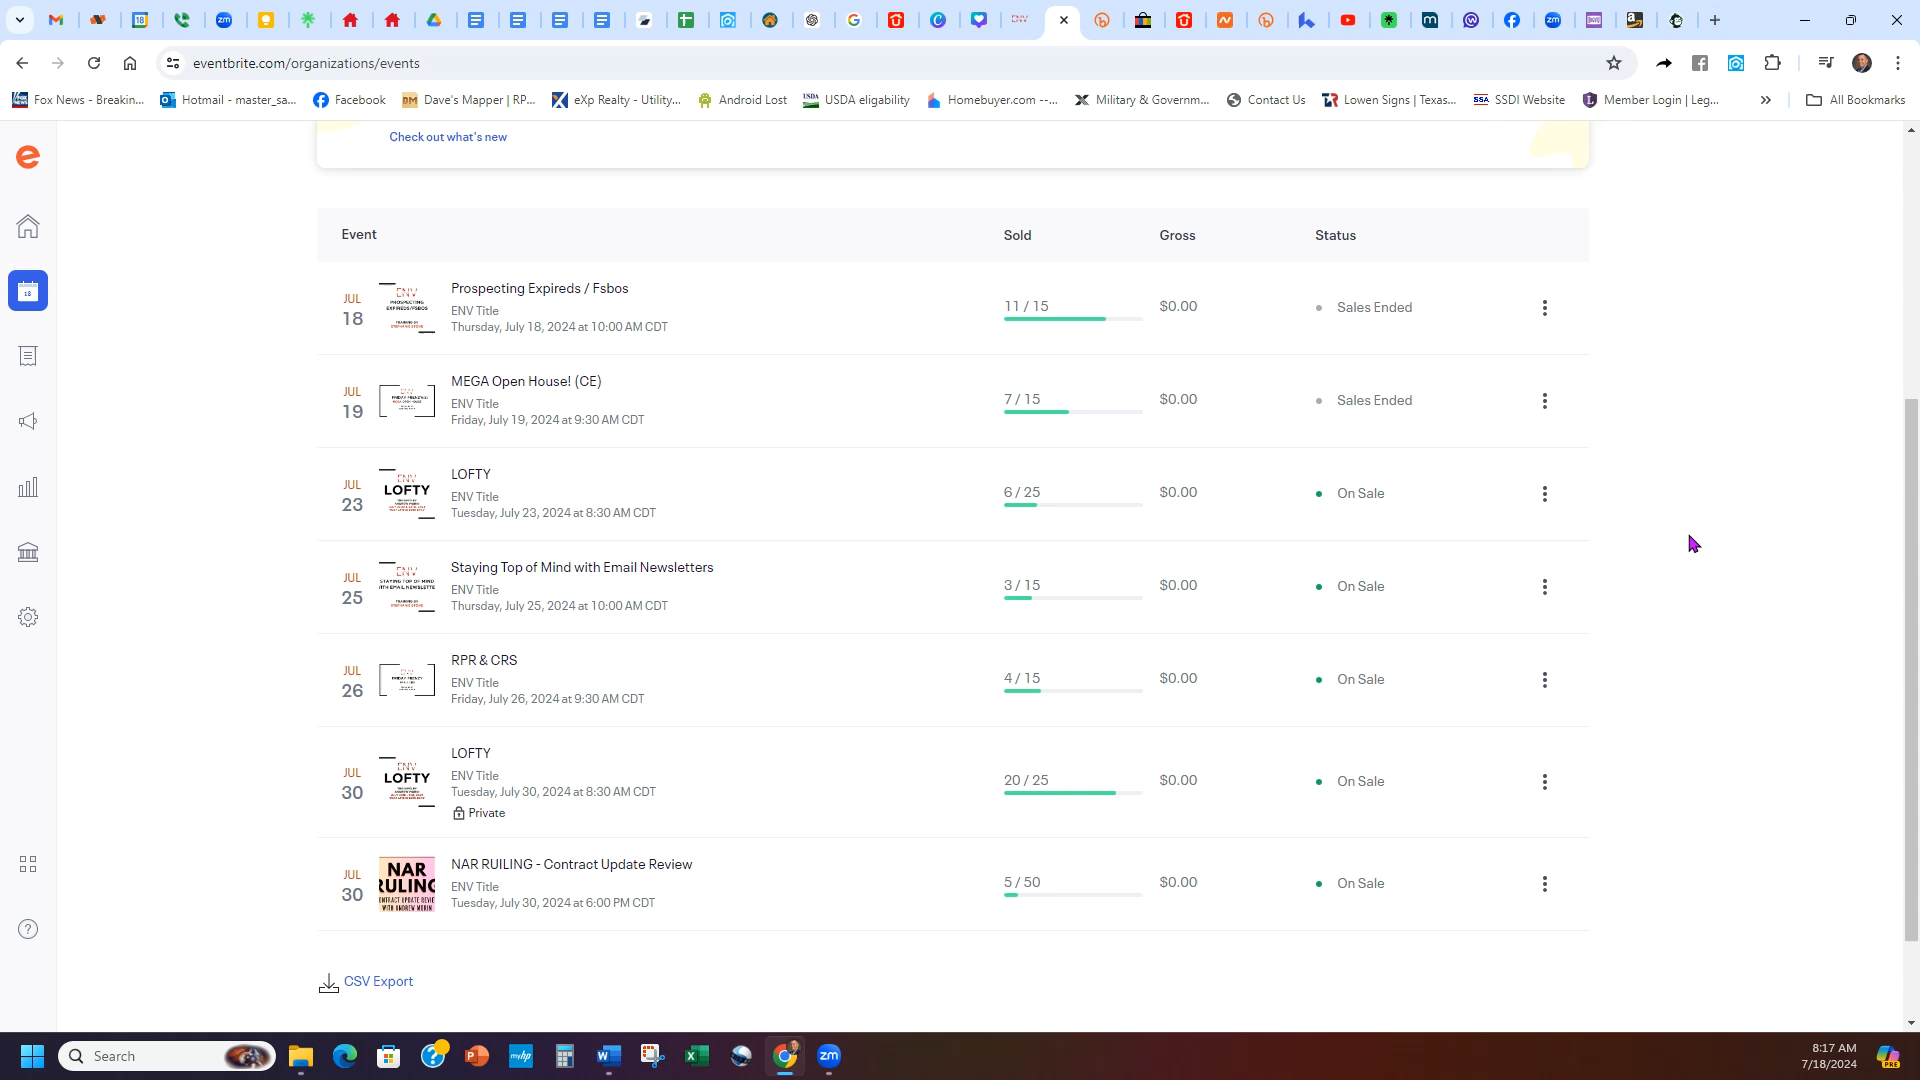 eventbrite.com/organizations/events
Fox News - Breakin...
Hotmail - master_sa...
Facebook
Dave's Mapper | RP...
eXp Realty - Utility...
Android Lost
USDA eligability
Homebuyer.com --...
Military & Governm...
Contact Us
Lowen Signs | Texas...
SSDI Website
Member Login | Leg...
All Bookmarks
Check out what's new
Event Sold Gross Status
JUL 18
Prospecting Expireds / Fsbos
ENV Title
Thursday, July 18, 2024 at 10:00 AM CDT
11 / 15 $0.00 Sales Ended
JUL 19
MEGA Open House! (CE)
ENV Title
Friday, July 19, 2024 at 9:30 AM CDT
7 / 15 $0.00 Sales Ended
JUL 23
LOFTY
LOFTY
ENV Title
Tuesday, July 23, 2024 at 8:30 AM CDT
6 / 25 $0.00 On Sale
JUL 25
Staying Top of Mind with Email Newsletters
ENV Title
Thursday, July 25, 2024 at 10:00 AM CDT
3 / 15 $0.00 On Sale
JUL 26
RPR & CRS
ENV Title
Friday, July 26, 2024 at 9:30 AM CDT
4 / 15 $0.00 On Sale
JUL 30
LOFTY
LOFTY
ENV Title
Tuesday, July 30, 2024 at 8:30 AM CDT
Private
20 / 25 $0.00 On Sale
JUL 30
NAR
RULING
NAR RUILING - Contract Update Review
ENV Title
Tuesday, July 30, 2024 at 6:00 PM CDT
5 / 50 $0.00 On Sale
CSV Export
Search
8:17 AM
7/18/2024